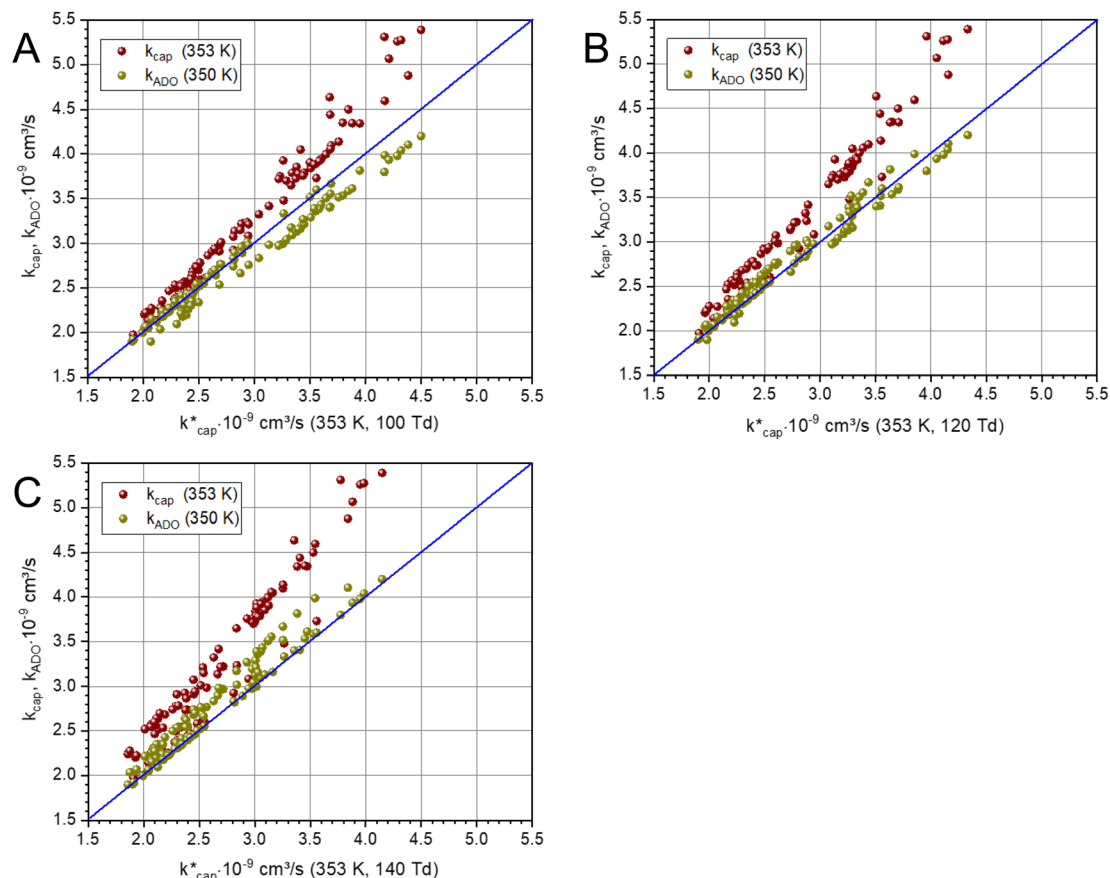 A
5.5
5.0
4.5
4.0
3.5
3.0
2.5
2.0
1.5
k_cap, k_ADO·10⁻⁹ cm³/s
k_cap (353 K)
k_ADO (350 K)
1.5 2.0 2.5 3.0 3.5 4.0 4.5 5.0 5.5
k*_cap·10⁻⁹ cm³/s (353 K, 100 Td)
B
5.5
5.0
4.5
4.0
3.5
3.0
2.5
2.0
1.5
k_cap, k_ADO·10⁻⁹ cm³/s
k_cap (353 K)
k_ADO (350 K)
1.5 2.0 2.5 3.0 3.5 4.0 4.5 5.0 5.5
k*_cap·10⁻⁹ cm³/s (353 K, 120 Td)
C
5.5
5.0
4.5
4.0
3.5
3.0
2.5
2.0
1.5
k_cap, k_ADO·10⁻⁹ cm³/s
k_cap (353 K)
k_ADO (350 K)
1.5 2.0 2.5 3.0 3.5 4.0 4.5 5.0 5.5
k*_cap·10⁻⁹ cm³/s (353 K, 140 Td)